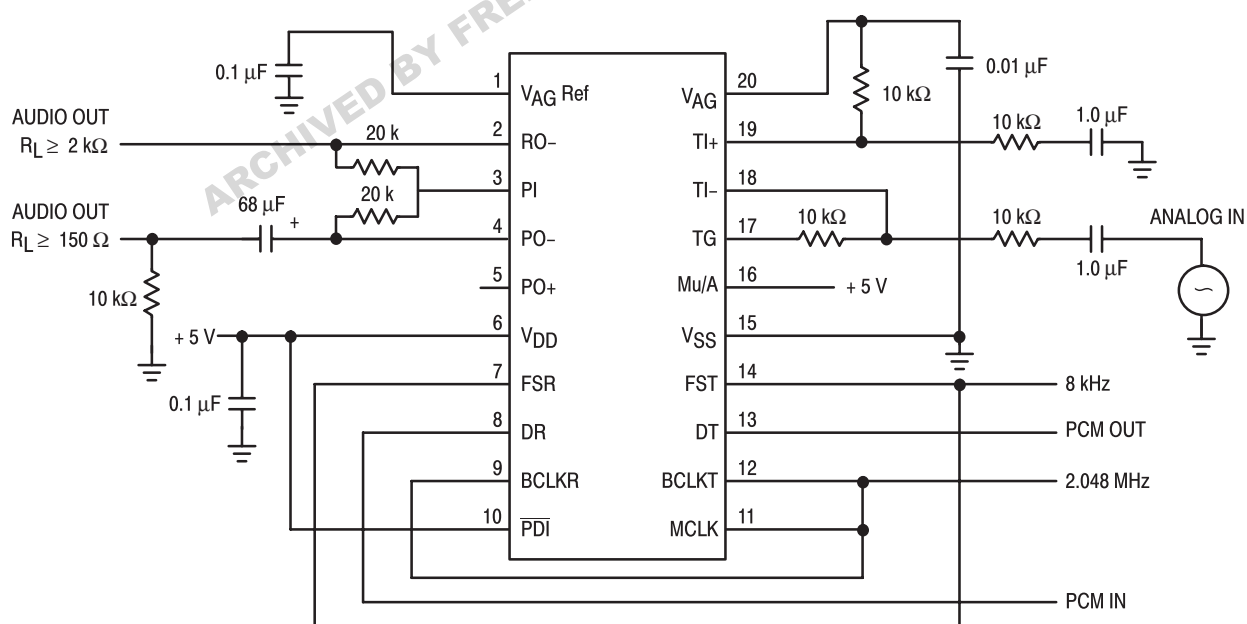 ARCHIVED BY FRE
0.1 µF
1
VAG Ref
VAG
20
10 kΩ
0.01 µF
AUDIO OUT
RL ≥ 2 kΩ
20 k
2
RO–
TI+
19
10 kΩ
1.0 µF
3
PI
TI–
18
20 k
AUDIO OUT
RL ≥ 150 Ω
68 µF
+
4
PO–
TG
17
10 kΩ
10 kΩ
1.0 µF
ANALOG IN
~
10 kΩ
5
PO+
Mu/A
16
+ 5 V
+ 5 V
6
VDD
VSS
15
0.1 µF
7
FSR
FST
14
8 kHz
8
DR
DT
13
PCM OUT
9
BCLKR
BCLKT
12
2.048 MHz
10
PDI
MCLK
11
PCM IN